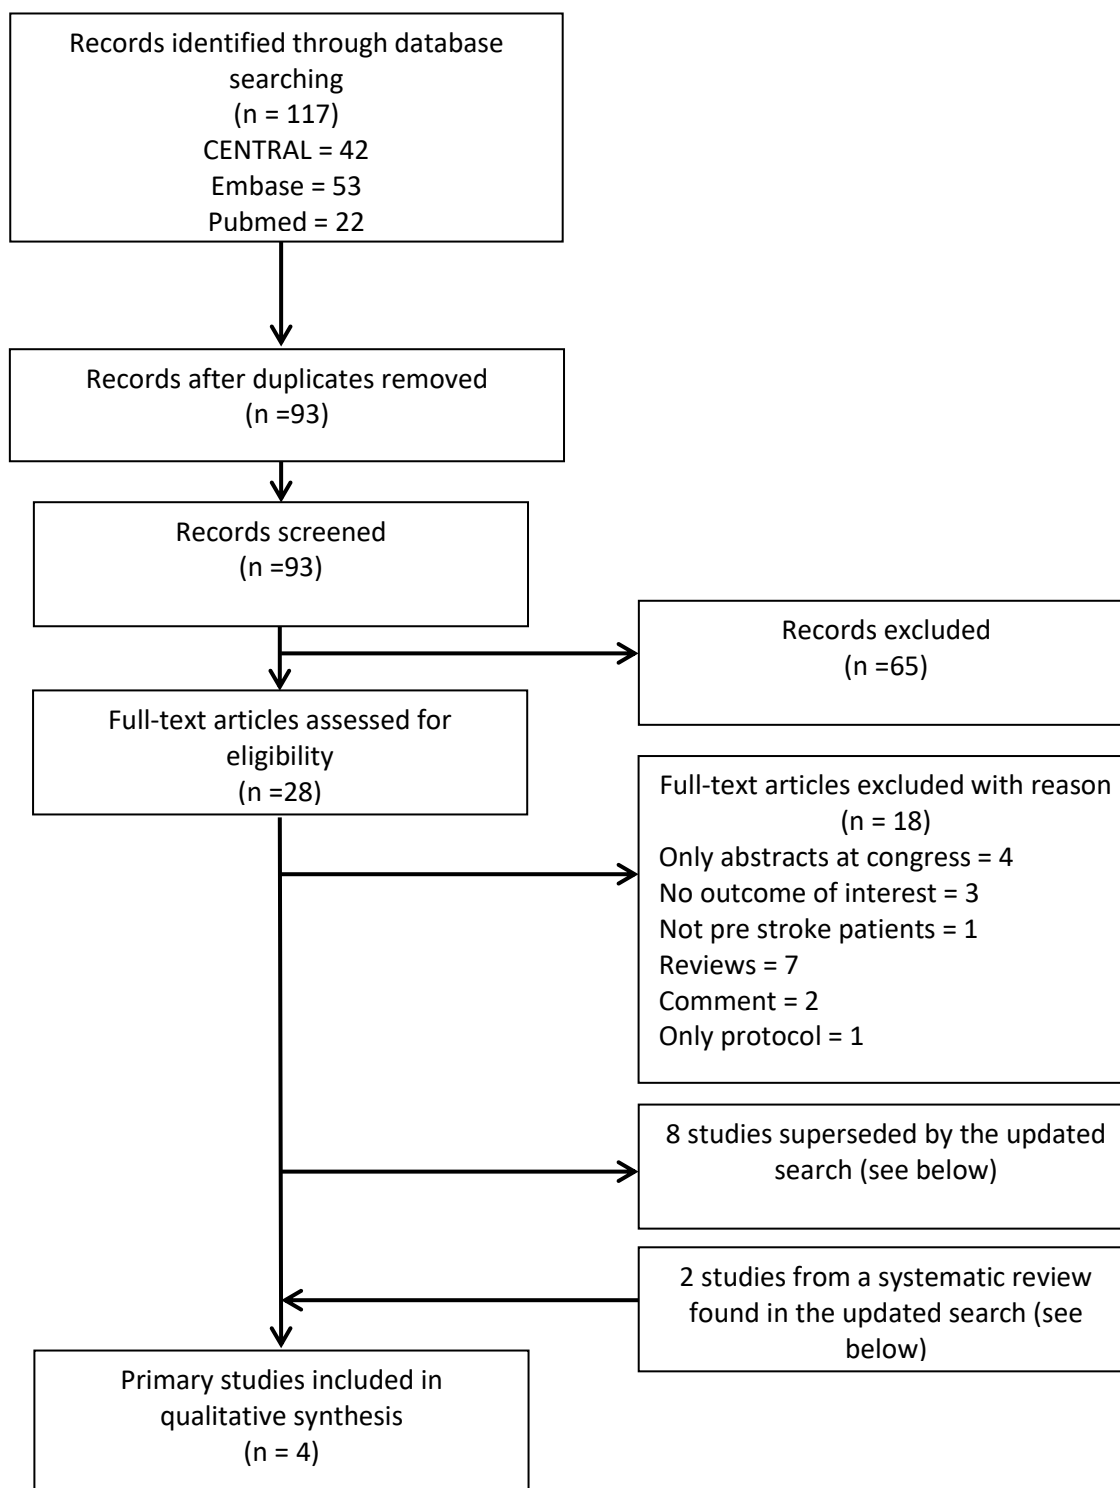 Records identified through database
searching
(n = 117)
CENTRAL = 42
Embase = 53
Pubmed = 22
Records after duplicates removed
(n =93)
Records screened
(n =93)
Records excluded
(n =65)
Full-text articles assessed for
eligibility
(n =28)
Full-text articles excluded with reason
(n = 18)
Only abstracts at congress = 4
No outcome of interest = 3
Not pre stroke patients = 1
Reviews = 7
Comment = 2
Only protocol = 1
8 studies superseded by the updated
search (see below)
2 studies from a systematic review
found in the updated search (see
below)
Primary studies included in
qualitative synthesis
(n = 4)